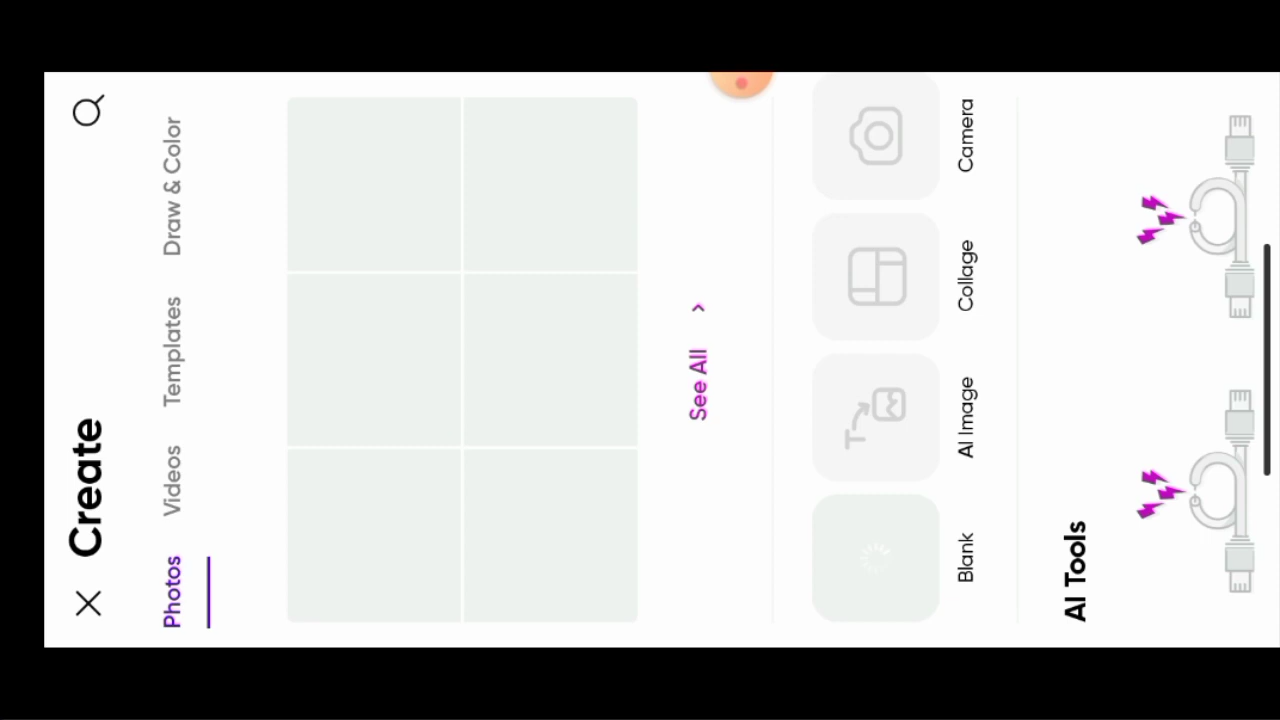 Create
Photos Videos Templates Draw & Color
See All
Blank AI Image Collage Camera
AI Tools